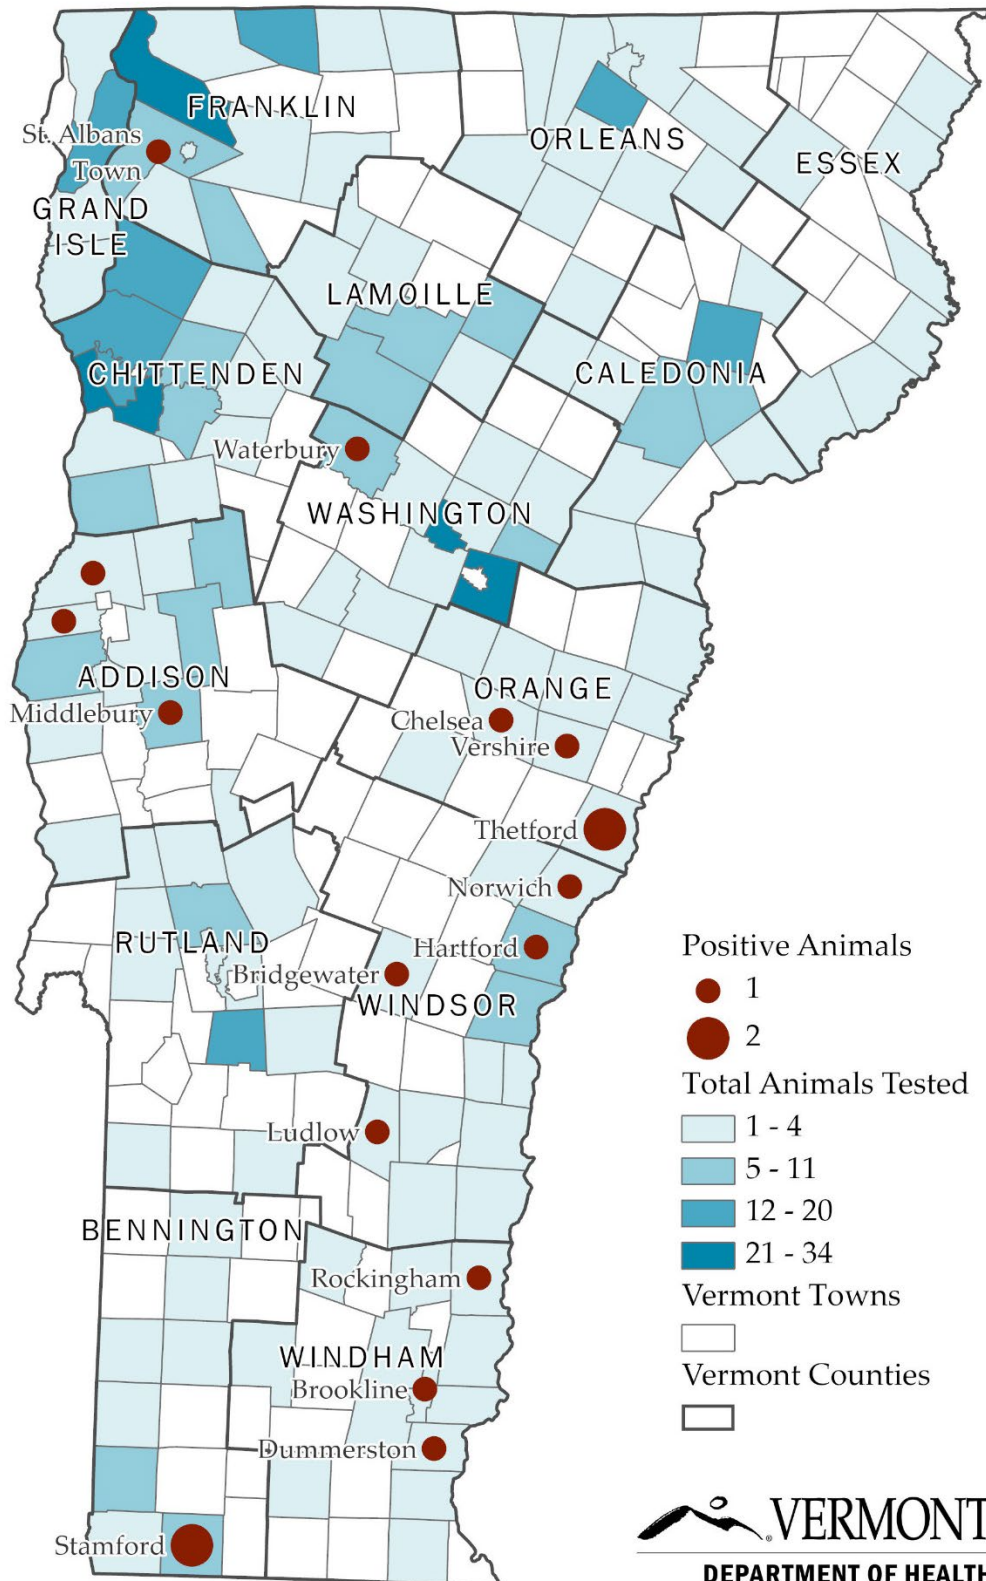 FRANKLIN
St. Albans
Town
ORLEANS
ESSEX
GRAND
ISLE
LAMOILLE
CHITTENDEN
CALEDONIA
Waterbury
WASHINGTON
ADDISON
Middlebury
ORANGE
Chelsea
Vershire
Thetford
Norwich
RUTLAND
Hartford
Bridgewater
WINDSOR
Ludlow
BENNINGTON
Rockingham
WINDHAM
Brookline
Dummerston
Stamford
Positive Animals
1
2
Total Animals Tested
1 - 4
5 - 11
12 - 20
21 - 34
Vermont Towns
Vermont Counties
VERMONT
DEPARTMENT OF HEALTH